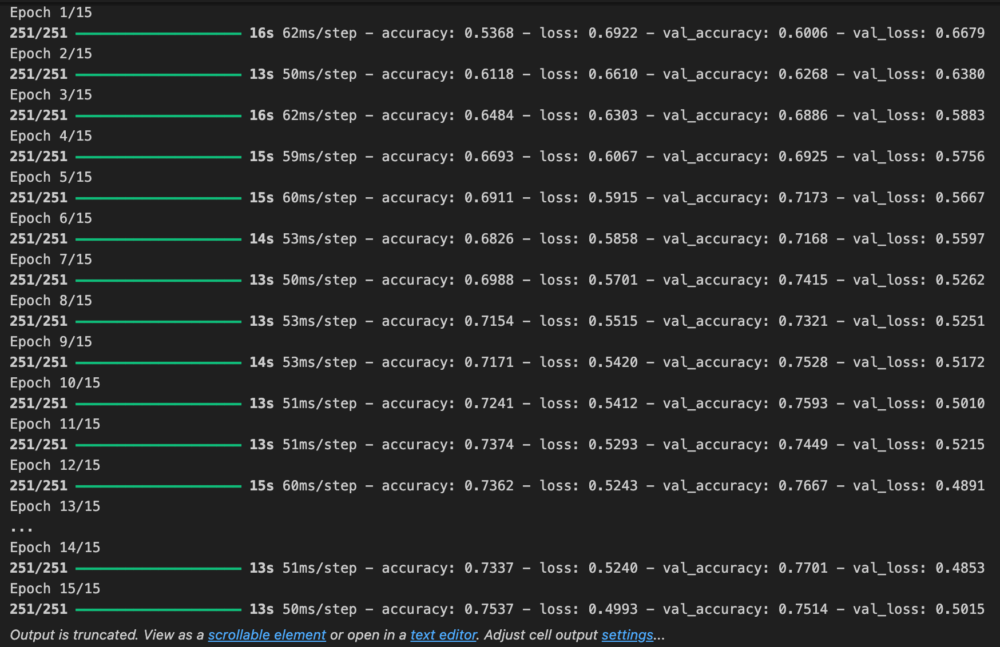 Epoch 1/15
251/251 16s 62ms/step - accuracy: 0.5368 - loss: 0.6922 - val_accuracy: 0.6006 - val_loss: 0.6679
Epoch 2/15
251/251 13s 50ms/step - accuracy: 0.6118 - loss: 0.6610 - val_accuracy: 0.6268 - val_loss: 0.6380
Epoch 3/15
251/251 16s 62ms/step - accuracy: 0.6484 - loss: 0.6303 - val_accuracy: 0.6886 - val_loss: 0.5883
Epoch 4/15
251/251 15s 59ms/step - accuracy: 0.6693 - loss: 0.6067 - val_accuracy: 0.6925 - val_loss: 0.5756
Epoch 5/15
251/251 15s 60ms/step - accuracy: 0.6911 - loss: 0.5915 - val_accuracy: 0.7173 - val_loss: 0.5667
Epoch 6/15
251/251 14s 53ms/step - accuracy: 0.6826 - loss: 0.5858 - val_accuracy: 0.7168 - val_loss: 0.5597
Epoch 7/15
251/251 13s 50ms/step - accuracy: 0.6988 - loss: 0.5701 - val_accuracy: 0.7415 - val_loss: 0.5262
Epoch 8/15
251/251 13s 53ms/step - accuracy: 0.7154 - loss: 0.5515 - val_accuracy: 0.7321 - val_loss: 0.5251
Epoch 9/15
251/251 14s 53ms/step - accuracy: 0.7171 - loss: 0.5420 - val_accuracy: 0.7528 - val_loss: 0.5172
Epoch 10/15
251/251 13s 51ms/step - accuracy: 0.7241 - loss: 0.5412 - val_accuracy: 0.7593 - val_loss: 0.5010
Epoch 11/15
251/251 13s 51ms/step - accuracy: 0.7374 - loss: 0.5293 - val_accuracy: 0.7449 - val_loss: 0.5215
Epoch 12/15
251/251 15s 60ms/step - accuracy: 0.7362 - loss: 0.5243 - val_accuracy: 0.7667 - val_loss: 0.4891
Epoch 13/15
...
Epoch 14/15
251/251 13s 51ms/step - accuracy: 0.7337 - loss: 0.5240 - val_accuracy: 0.7701 - val_loss: 0.4853
Epoch 15/15
251/251 13s 50ms/step - accuracy: 0.7537 - loss: 0.4993 - val_accuracy: 0.7514 - val_loss: 0.5015
Output is truncated. View as a scrollable element or open in a text editor. Adjust cell output settings...